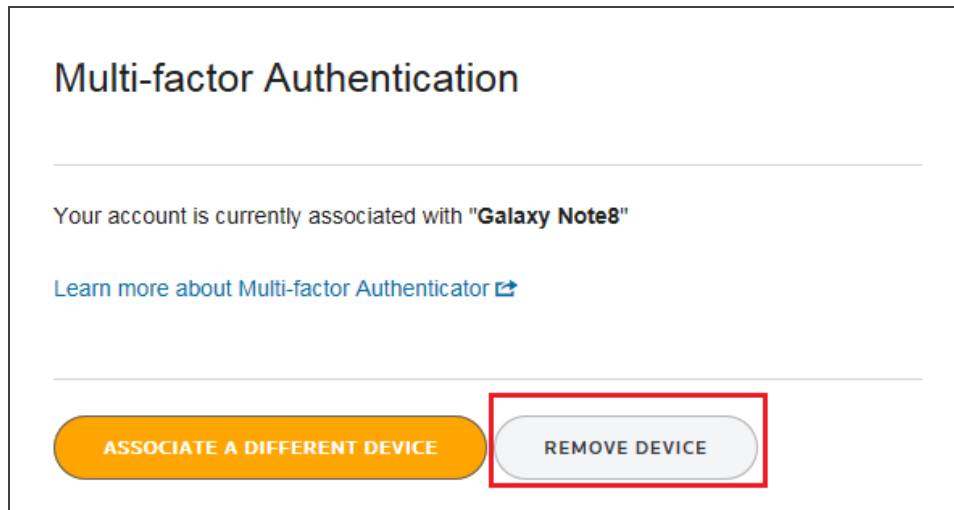 Multi-factor Authentication
Your account is currently associated with "Galaxy Note8"
Learn more about Multi-factor Authenticator
ASSOCIATE A DIFFERENT DEVICE
REMOVE DEVICE